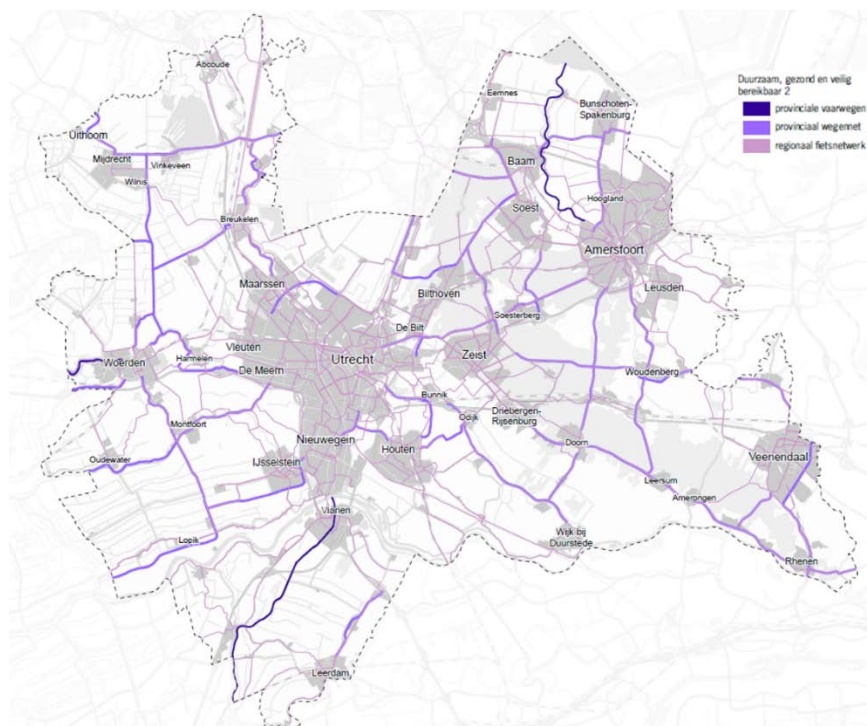 Duurzaam, gezond en veilig
bereikbaar 2
provinciale vaarwegen
provinciaal wegennet
regionaal fietsnetwerk
Abcoude
Eemnes
Bunschoten-
Spakenburg
Uithoorn
Mijdrecht
Vinkeveen
Wilnis
Baarn
Hoogland
Soest
Breukelen
Amersfoort
Maarssen
Bilthoven
Leusden
Soesterberg
De Bilt
Vleuten
Utrecht
Zeist
Woerden
Harmelen
De Meern
Woudenberg
Bunnik
Driebergen-
Rijsenburg
Odijk
Montfoort
Nieuwegein
Houten
Doorn
Oudewater
IJsselstein
Veenendaal
Leersum
Amerongen
Vianen
Lopik
Wijk bij
Duurstede
Rhenen
Leerdam